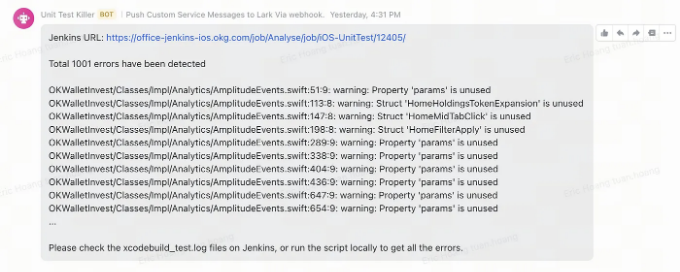 Unit Test Killer BOT | Push Custom Service Messages to Lark Via webhook. Yesterday, 4:31 PM
Jenkins URL: https://office-jenkins-ios.okg.com/job/Analyse/job/iOS-UnitTest/12405/
Total 1001 errors have been detected
OKWalletInvest/Classes/Impl/Analytics/AmplitudeEvents.swift:51:9: warning: Property 'params' is unused
OKWalletInvest/Classes/Impl/Analytics/AmplitudeEvents.swift:113:8: warning: Struct 'HomeHoldingsTokenExpansion' is unused
OKWalletInvest/Classes/Impl/Analytics/AmplitudeEvents.swift:147:8: warning: Struct 'HomeMidTabClick' is unused
OKWalletInvest/Classes/Impl/Analytics/AmplitudeEvents.swift:198:8: warning: Struct 'HomeFilterApply' is unused
OKWalletInvest/Classes/Impl/Analytics/AmplitudeEvents.swift:289:9: warning: Property 'params' is unused
OKWalletInvest/Classes/Impl/Analytics/AmplitudeEvents.swift:338:9: warning: Property 'params' is unused
OKWalletInvest/Classes/Impl/Analytics/AmplitudeEvents.swift:404:9: warning: Property 'params' is unused
OKWalletInvest/Classes/Impl/Analytics/AmplitudeEvents.swift:436:9: warning: Property 'params' is unused
OKWalletInvest/Classes/Impl/Analytics/AmplitudeEvents.swift:647:9: warning: Property 'params' is unused
OKWalletInvest/Classes/Impl/Analytics/AmplitudeEvents.swift:654:9: warning: Property 'params' is unused
...
Please check the xcodebuild_test.log files on Jenkins, or run the script locally to get all the errors.